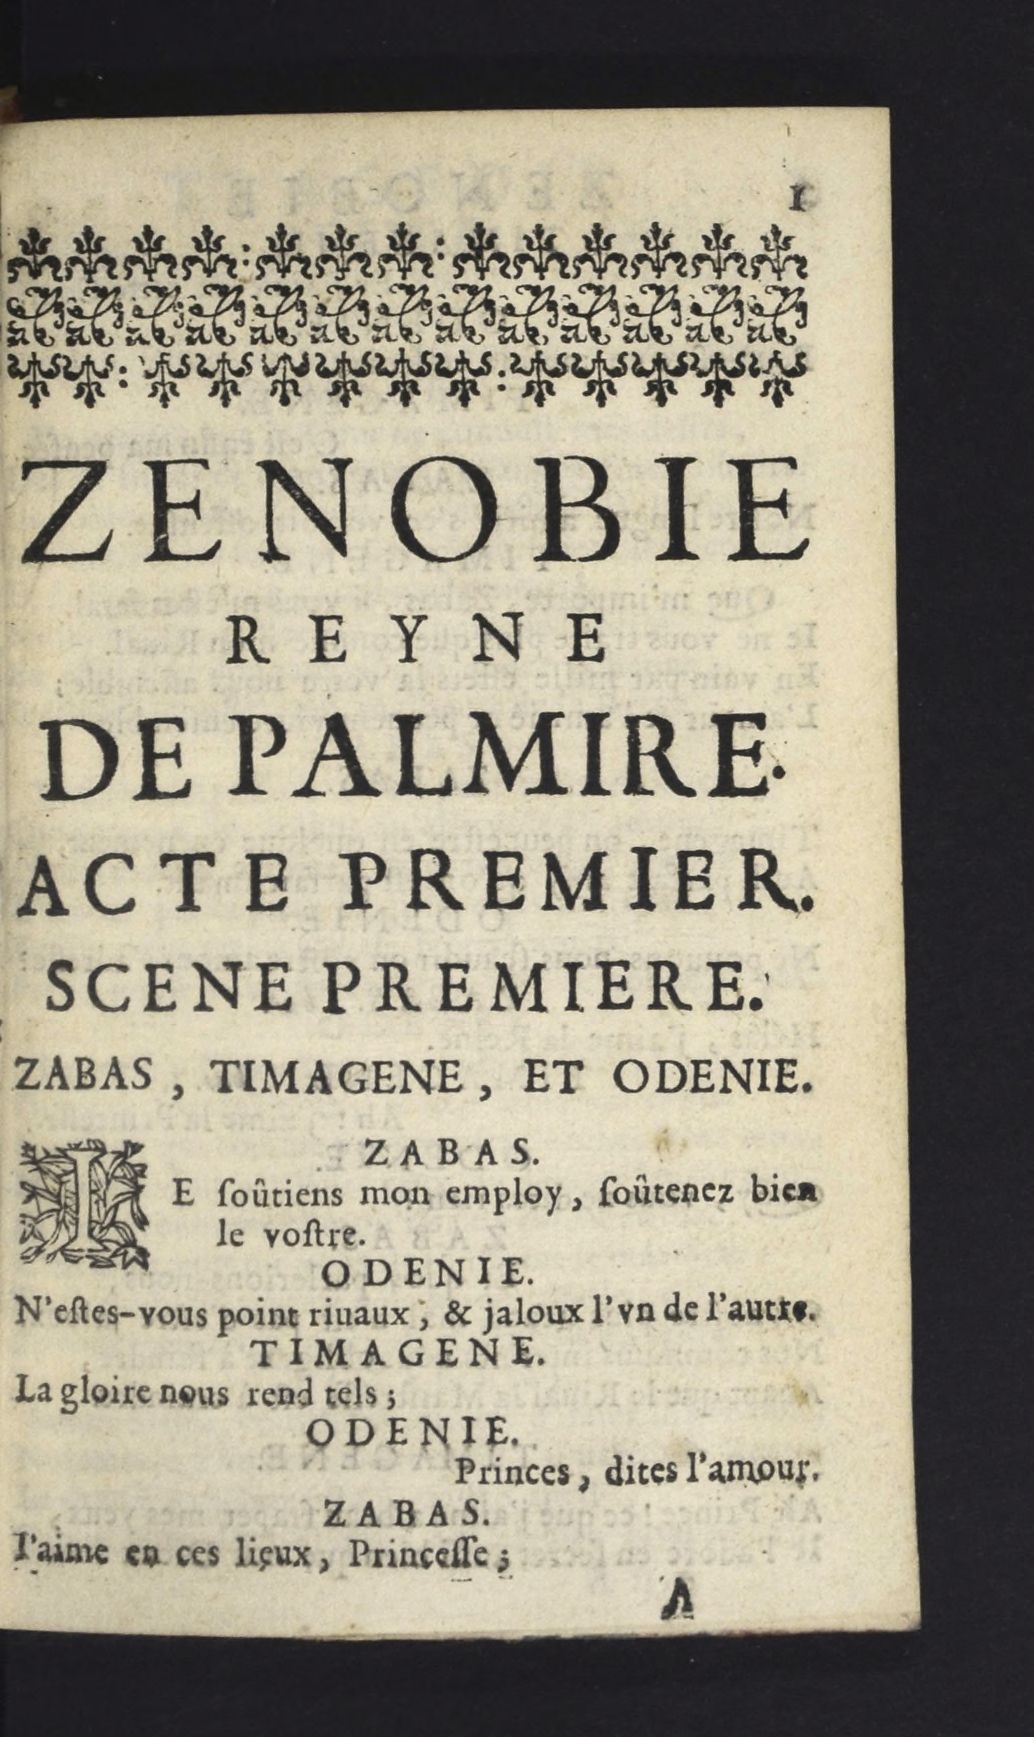 1
ZENOBIE
REYNE
DE PALMIRE.
ACTE PREMIER.
SCENE PREMIERE.
ZABAS, TIMAGENE, ET ODENIE.
ZABAS.
IE ſoûtiens mon employ, ſoûtenez bien
le voſtre.
ODENIE.
N'eſtes-vous point riuaux, & jaloux l'vn de l'autre.
TIMAGENE.
La gloire nous rend tels;
ODENIE.
Princes, dites l'amour.
ZABAS.
I'aime en ces lieux, Princeſſe;
A